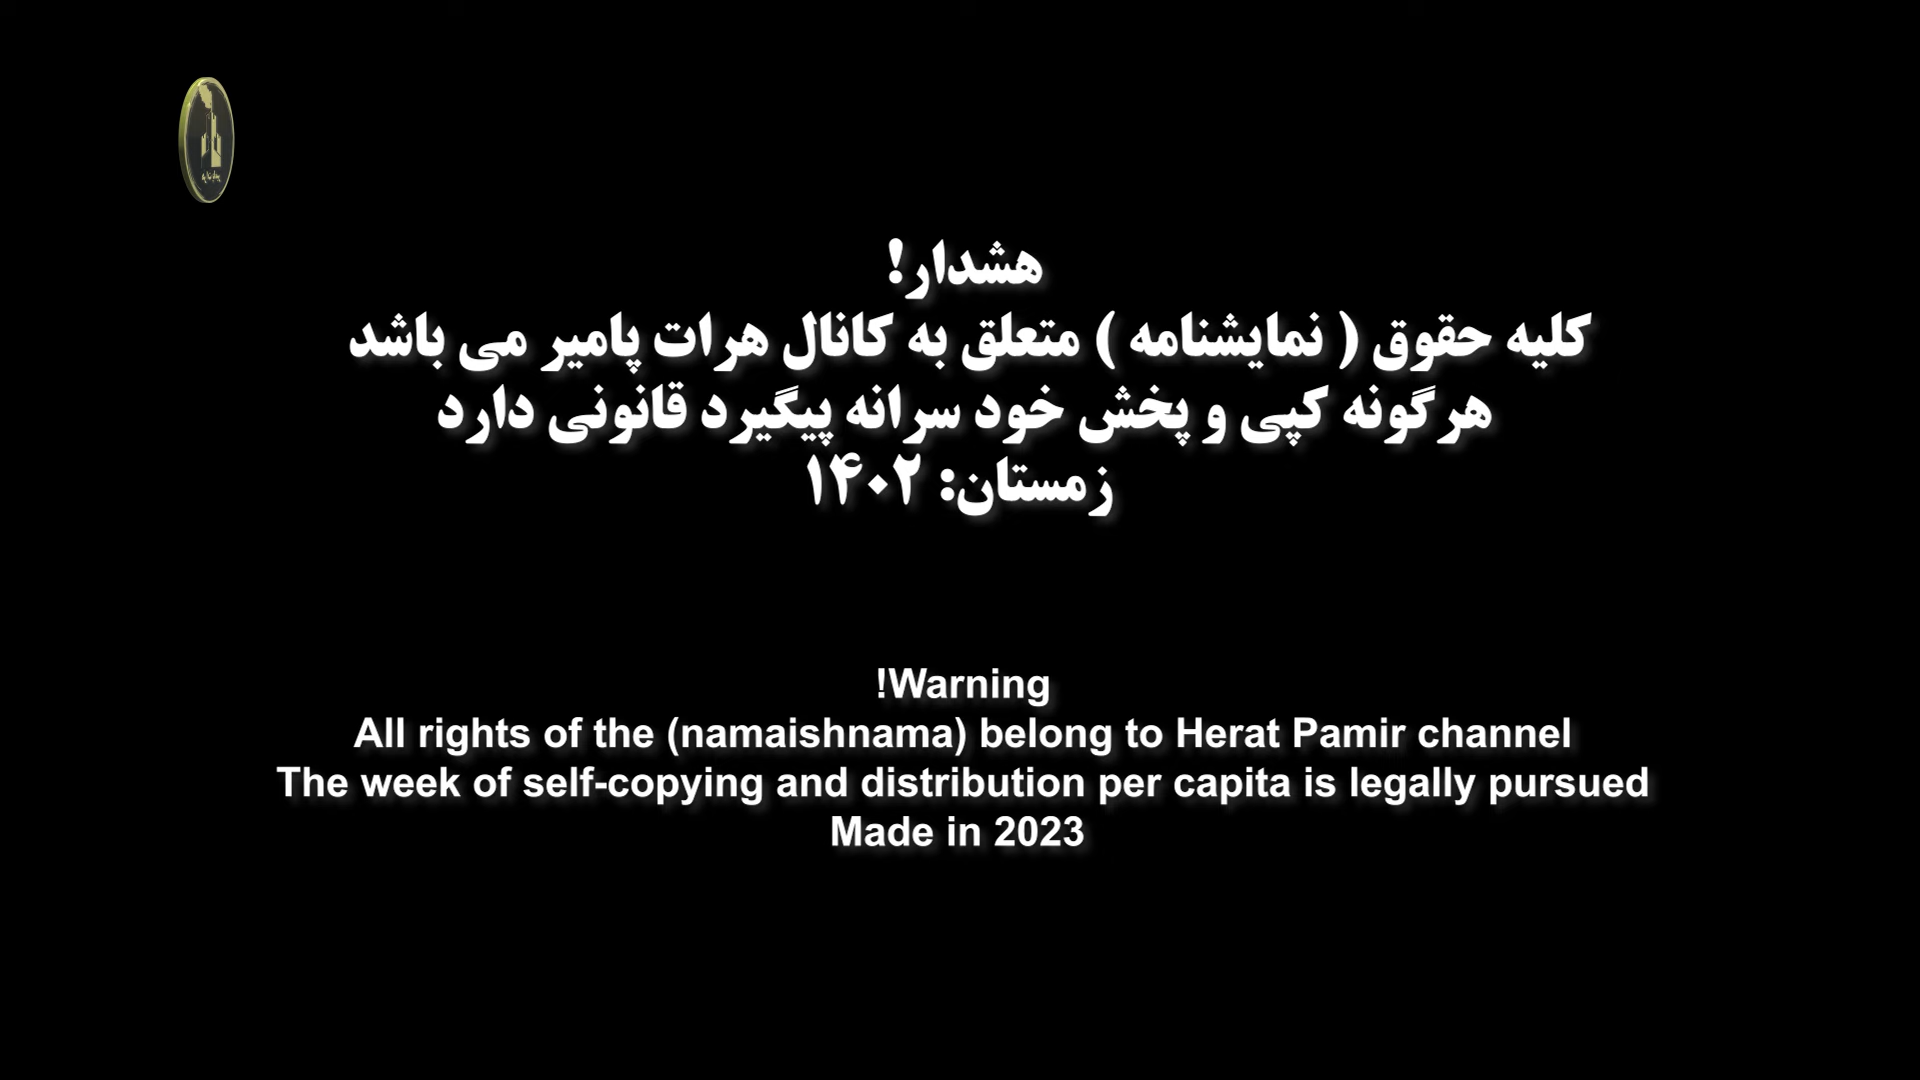 هشدار!
کلیه حقوق ( نمایشنامه ) متعلق به کانال هرات پامیر می باشد
هرگونه کپی و پخش خود سرانه پیگیرد قانونی دارد
زمستان: ۱۴۰۲
!Warning
All rights of the (namaishnama) belong to Herat Pamir channel
The week of self-copying and distribution per capita is legally pursued
Made in 2023